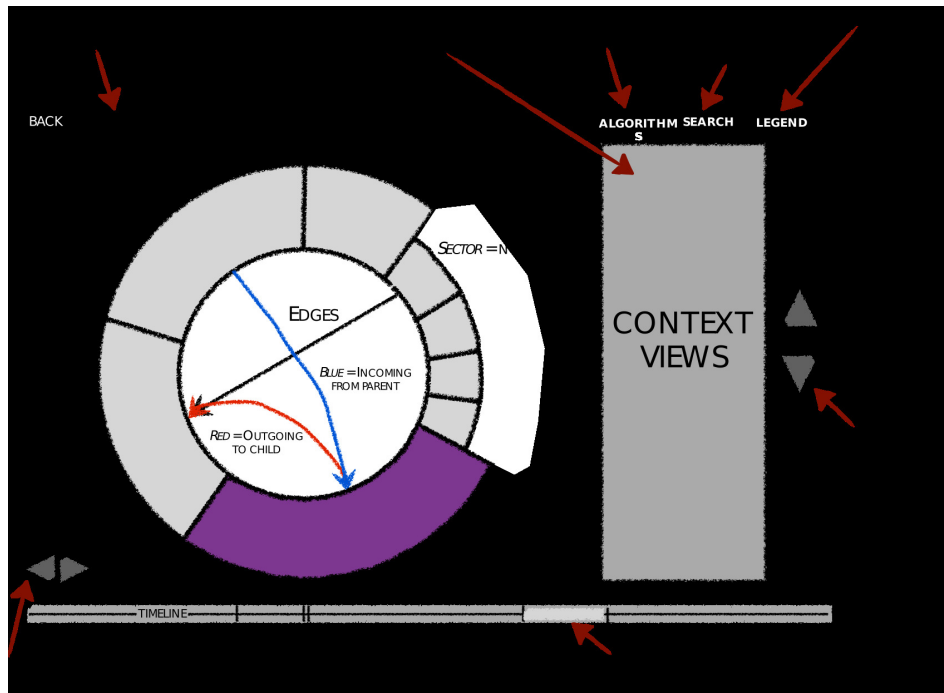 BACK
ALGORITHM
S
SEARCH
LEGEND
SECTOR = N
EDGES
CONTEXT
VIEWS
BLUE = INCOMING
FROM PARENT
RED = OUTGOING
TO CHILD
TIMELINE